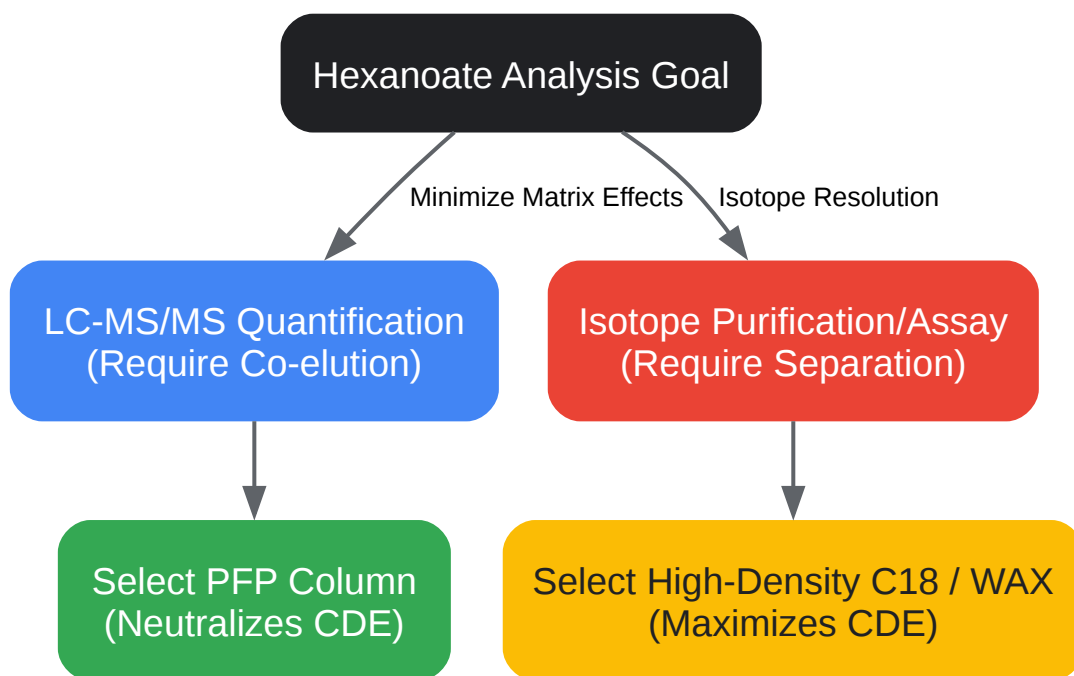 Hexanoate Analysis Goal
Minimize Matrix Effects
Isotope Resolution
LC-MS/MS Quantification
(Require Co-elution)
Isotope Purification/Assay
(Require Separation)
Select PFP Column
(Neutralizes CDE)
Select High-Density C18 / WAX
(Maximizes CDE)